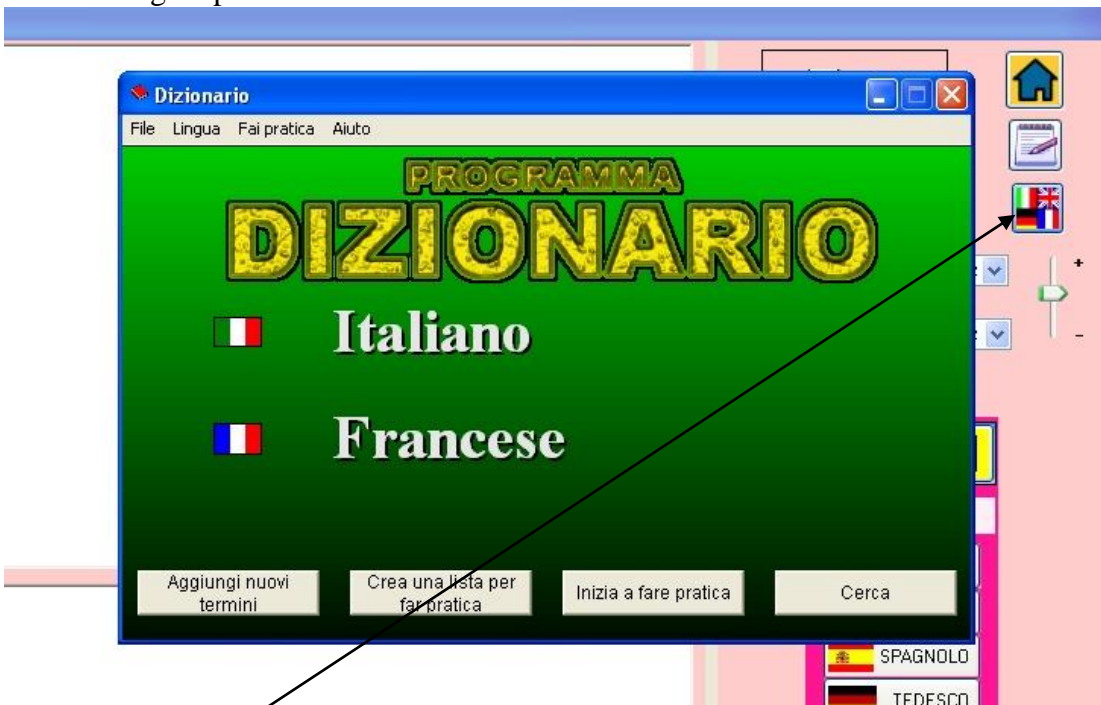 Dizionario
File Lingua Fai pratica Aiuto
PROGRAMMA
DIZIONARIO
+
-
Italiano
Francese
Aggiungi nuovi
termini
Crea una lista per
far pratica
Inizia a fare pratica
Cerca
SPAGNOLO
TEDESCO